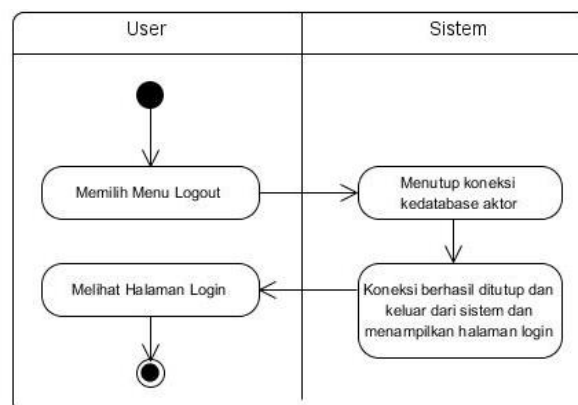 User
Sistem
Memilih Menu Logout
Menutup koneksi
kedatabase aktor
Melihat Halaman Login
Koneksi berhasil ditutup dan
keluar dari sistem dan
menampilkan halaman login